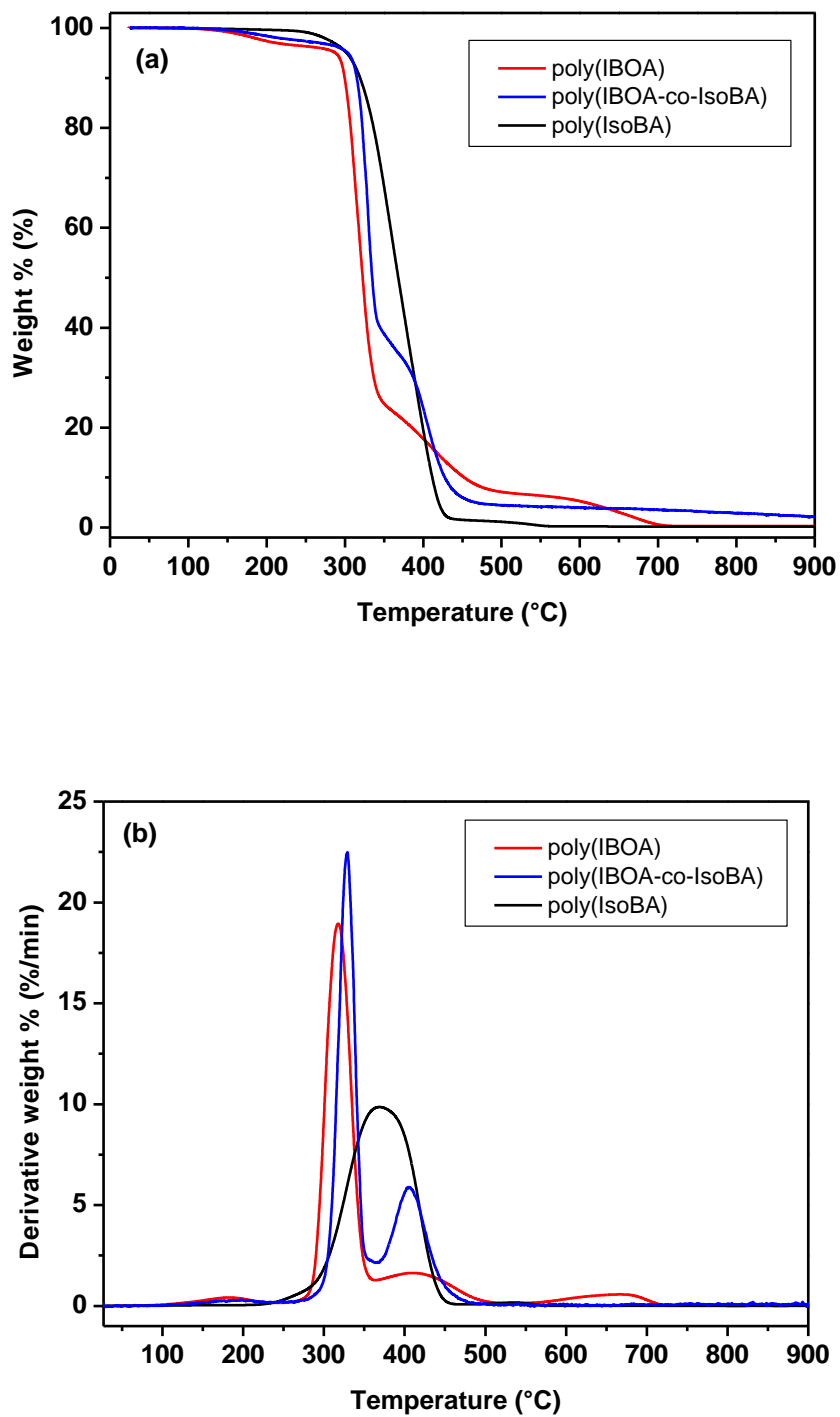 (a)
poly(IBOA)
poly(IBOA-co-IsoBA)
poly(IsoBA)
100
80
60
40
20
0
Weight % (%)
0 100 200 300 400 500 600 700 800 900
Temperature (°C)
(b)
poly(IBOA)
poly(IBOA-co-IsoBA)
poly(IsoBA)
25
20
15
10
5
0
Derivative weight % (%/min)
100 200 300 400 500 600 700 800 900
Temperature (°C)